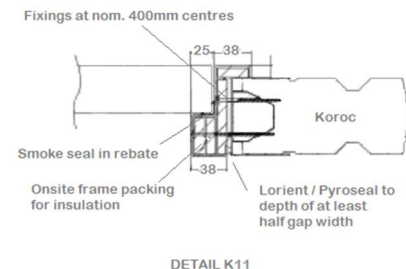 Fixings at nom. 400mm centres
25
38
Koroc
Smoke seal in rebate
Onsite frame packing
for insulation
38
Lorient / Pyroseal to
depth of at least
half gap width
DETAIL K11